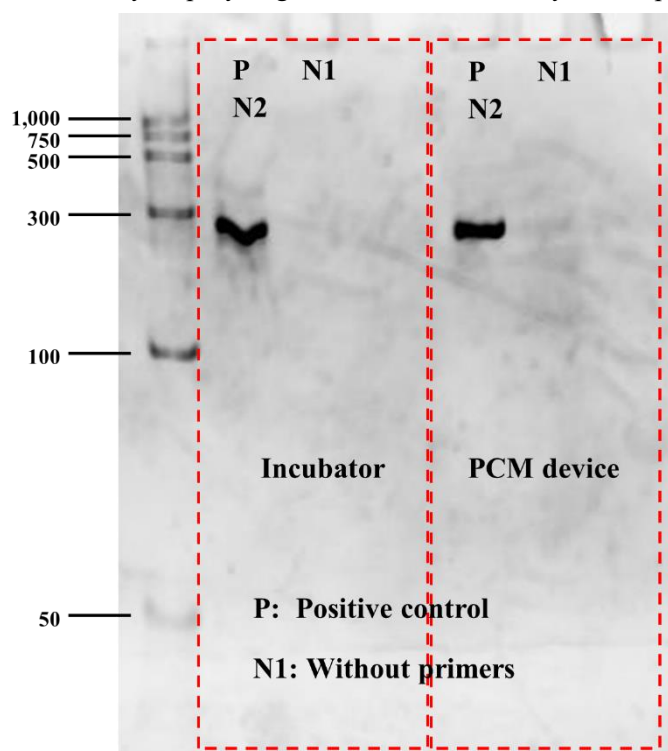 P N1 P N1
N2 N2
1,000
750
500
300
100
Incubator PCM device
50
P: Positive control
N1: Without primers